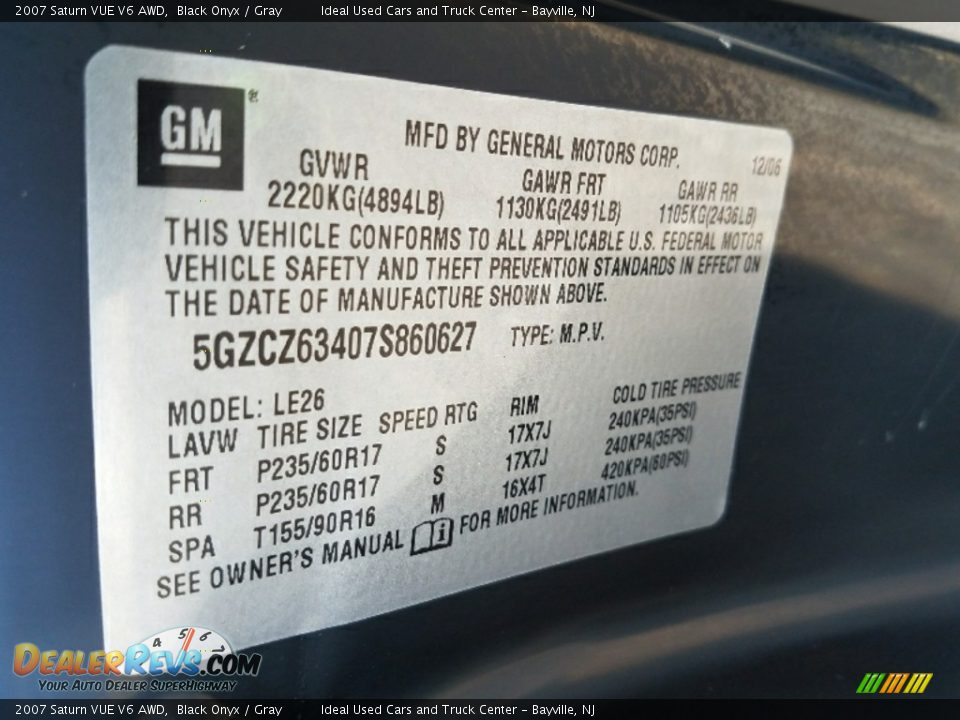 2007 Saturn VUE V6 AWD, Black Onyx / Gray Ideal Used Cars and Truck Center - Bayville, NJ
GM®
MFD BY GENERAL MOTORS CORP. 12/06
GVWR GAWR FRT GAWR RR
2220KG(4894LB) 1130KG(2491LB) 1105KG(2436LB)
THIS VEHICLE CONFORMS TO ALL APPLICABLE U.S. FEDERAL MOTOR
VEHICLE SAFETY AND THEFT PREVENTION STANDARDS IN EFFECT ON
THE DATE OF MANUFACTURE SHOWN ABOVE.
5GZCZ63407S860627 TYPE: M.P.V.
MODEL: LE26
LAVW TIRE SIZE SPEED RTG RIM COLD TIRE PRESSURE
FRT P235/60R17 S 17X7J 240KPA(35PSI)
RR P235/60R17 S 17X7J 240KPA(35PSI)
SPA T155/90R16 M 16X4T 420KPA(60PSI)
SEE OWNER'S MANUAL i FOR MORE INFORMATION.
4 5 6 7
DealerRevs.com
Your Auto Dealer SuperHighway
2007 Saturn VUE V6 AWD, Black Onyx / Gray Ideal Used Cars and Truck Center - Bayville, NJ